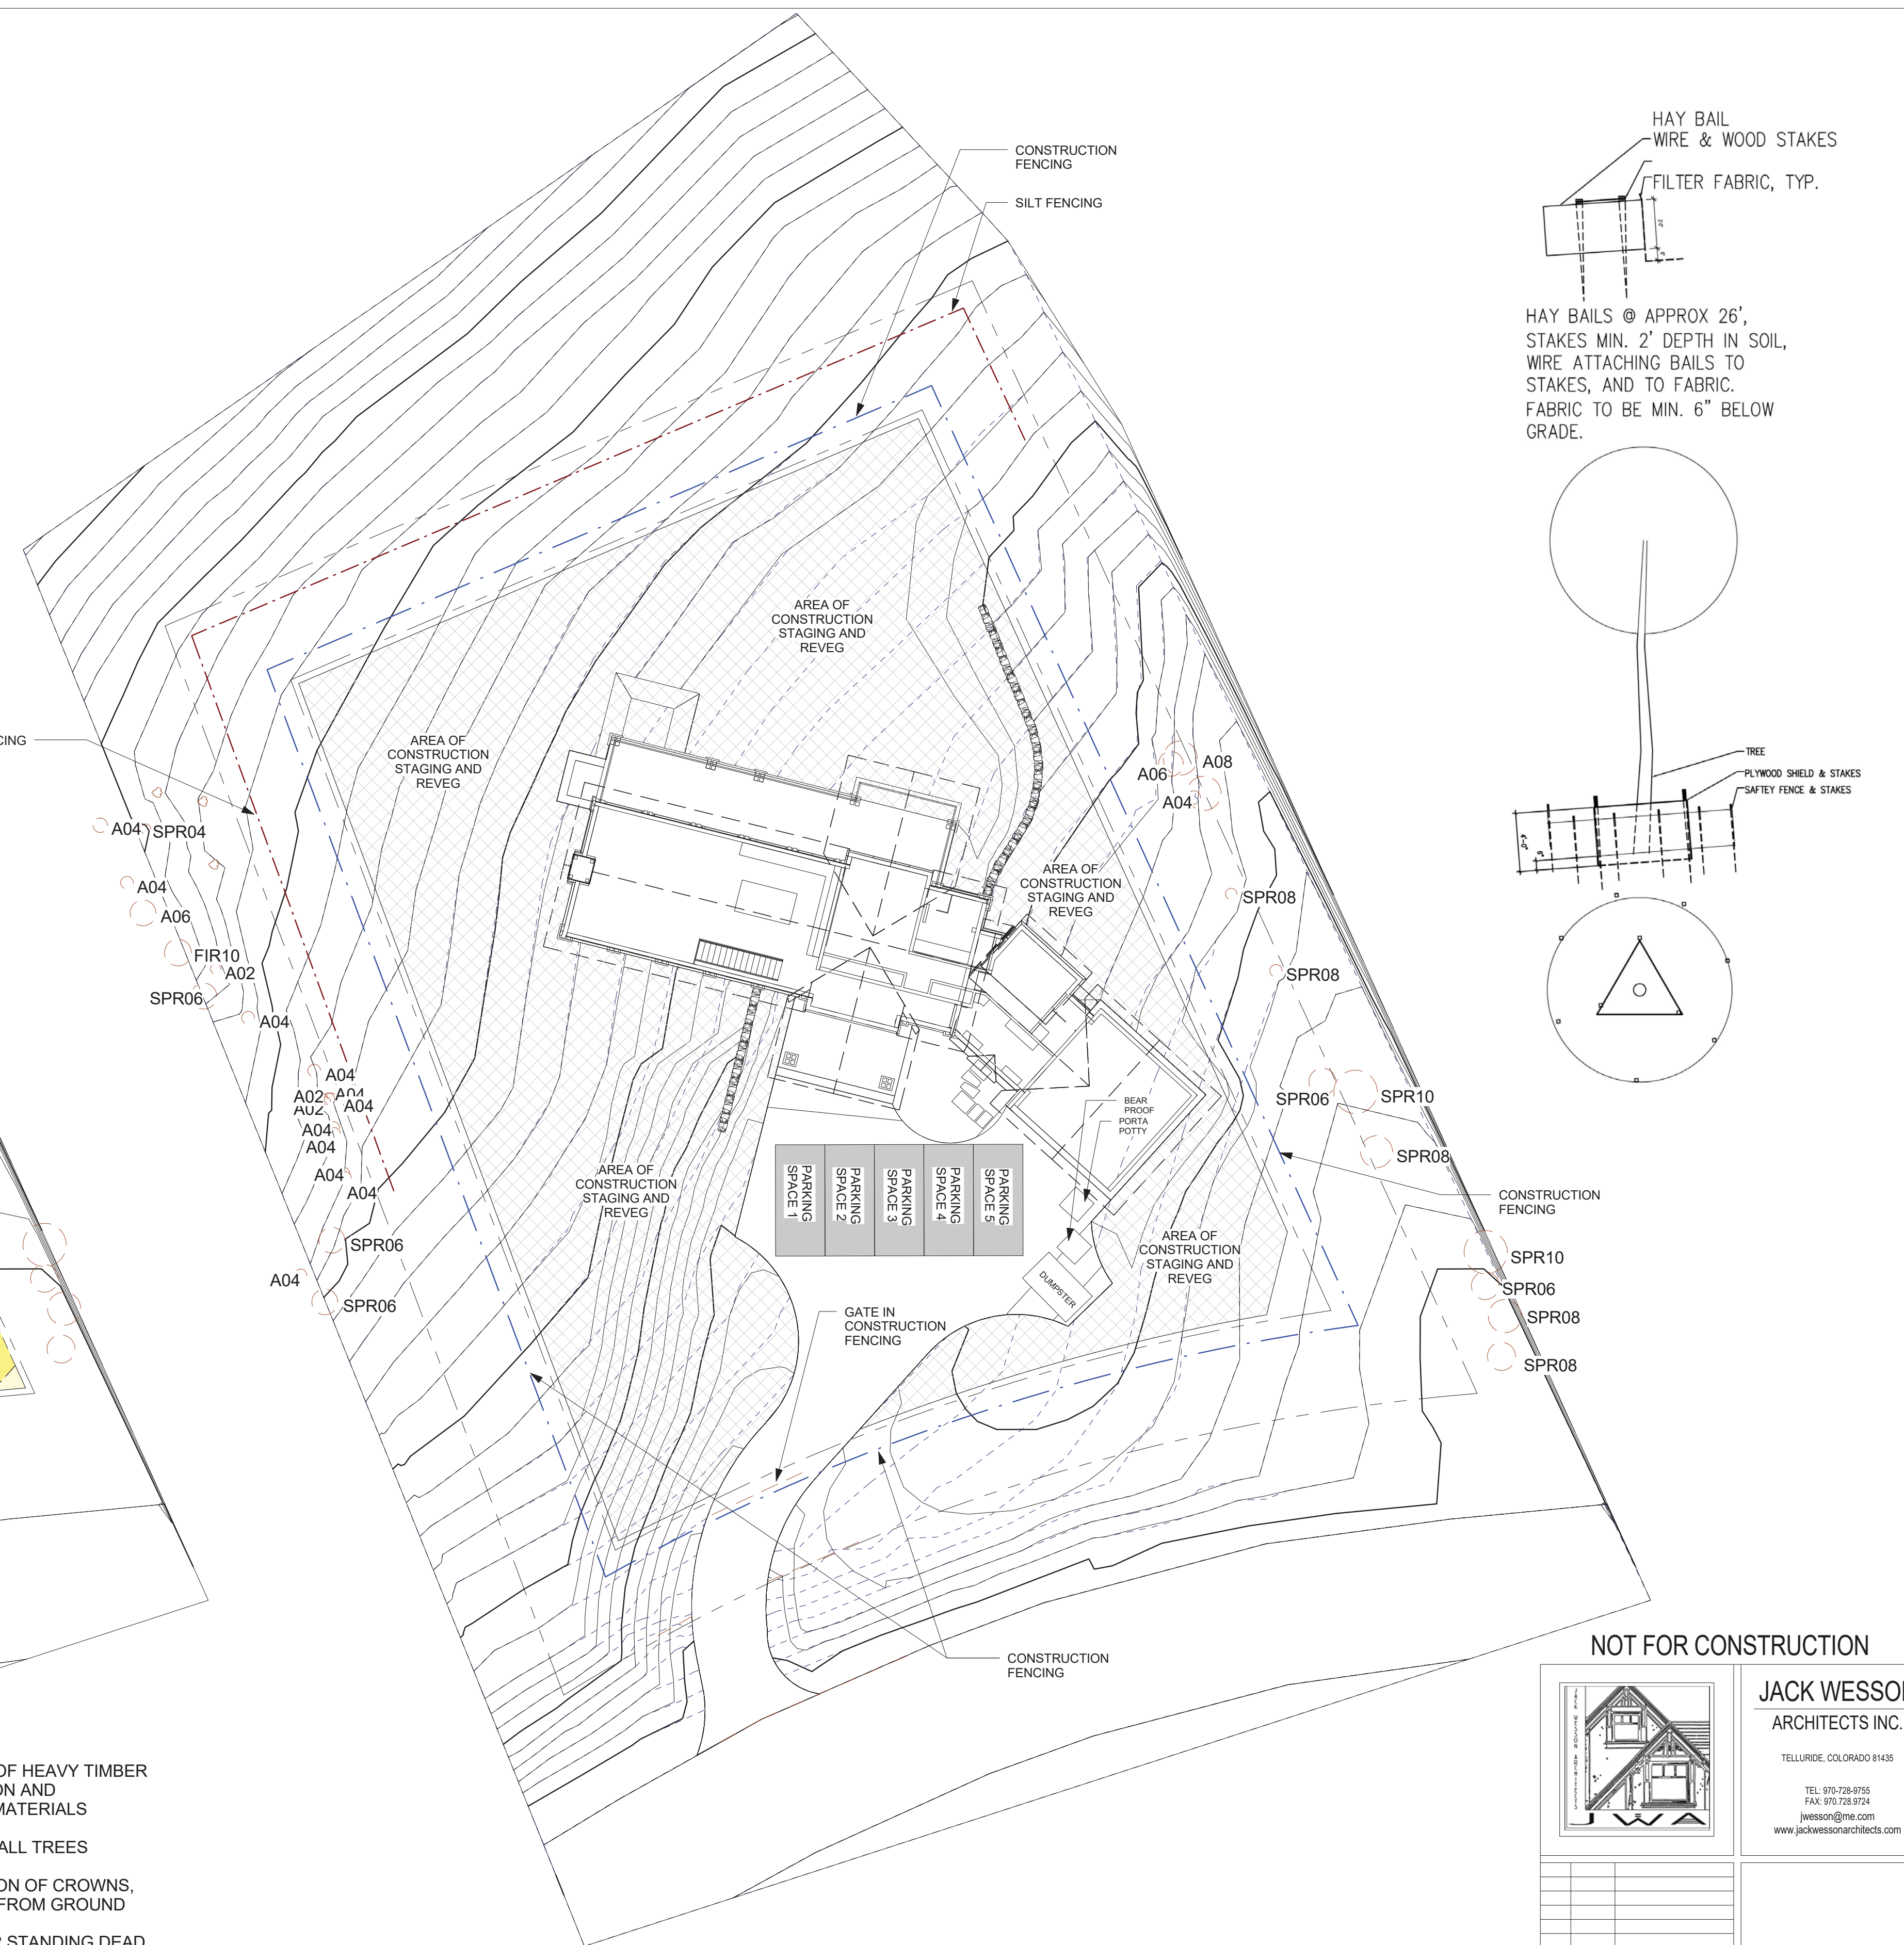 CONSTRUCTION
FENCING
SILT FENCING
HAY BAIL
WIRE & WOOD STAKES
FILTER FABRIC, TYP.
HAY BAILS @ APPROX 26',
STAKES MIN. 2' DEPTH IN SOIL,
WIRE ATTACHING BAILS TO
STAKES, AND TO FABRIC.
FABRIC TO BE MIN. 6" BELOW
GRADE.
TREE
PLYWOOD SHIELD & STAKES
SAFTEY FENCE & STAKES
AREA OF
CONSTRUCTION
STAGING AND
REVEG
AREA OF
CONSTRUCTION
STAGING AND
REVEG
CING
A04
SPR04
A04
A06
FIR10
A02
SPR06
A04
A04
A02
A04
A02
A04
A04
A04
A04
A04
SPR06
A04
SPR06
A06
A08
A04
AREA OF
CONSTRUCTION
STAGING AND
REVEG
SPR08
SPR08
SPR06
SPR10
SPR08
BEAR
PROOF
PORTA
POTTY
AREA OF
CONSTRUCTION
STAGING AND
REVEG
PARKING
SPACE 1
PARKING
SPACE 2
PARKING
SPACE 3
PARKING
SPACE 4
PARKING
SPACE 5
CONSTRUCTION
FENCING
AREA OF
CONSTRUCTION
STAGING AND
REVEG
DUMPSTER
SPR10
SPR06
SPR08
SPR08
GATE IN
CONSTRUCTION
FENCING
CONSTRUCTION
FENCING
OF HEAVY TIMBER
ON AND
MATERIALS
ALL TREES
ON OF CROWNS,
FROM GROUND
R STANDING DEAD
NOT FOR CONSTRUCTION
JACK WESSON ARCHITECTS
JWA
JACK WESSON
ARCHITECTS INC.
TELLURIDE, COLORADO 81435
TEL: 970-728-9755
FAX: 970.728.9724
jwesson@me.com
www.jackwessonarchitects.com